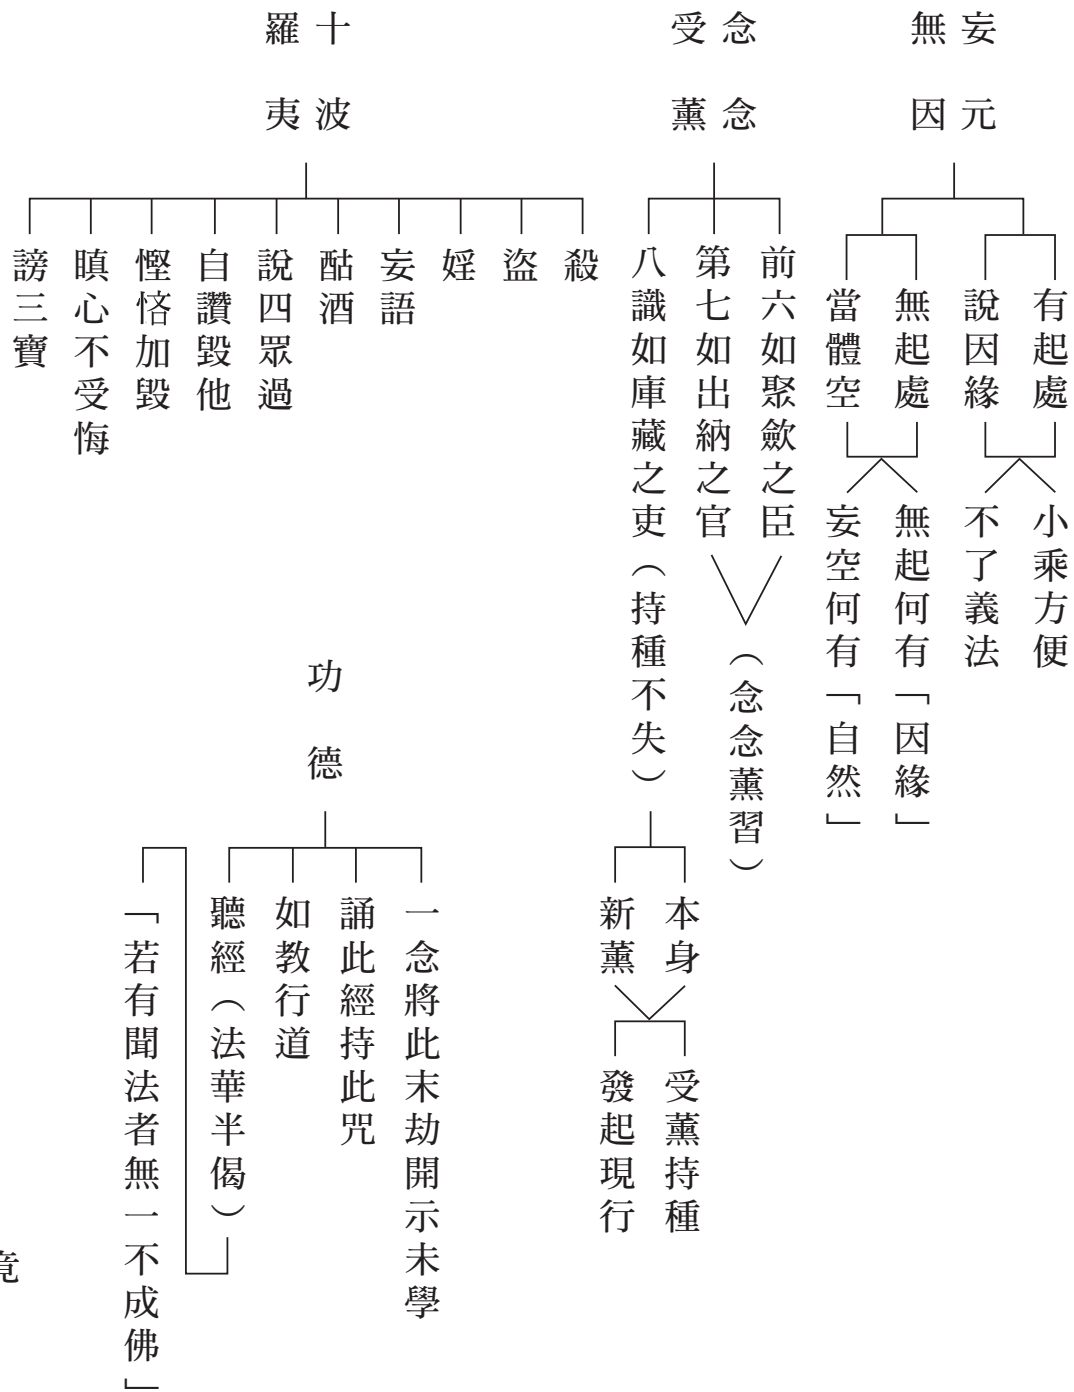 妄元
無因
有起處
說因緣
無起處
當體空
小乘方便
不了義法
無起何有「因緣」
妄空何有「自然」
念念
受薰
前六如聚歛之臣
第七如出納之官
八識如庫藏之吏（持種不失）
（念念薰習）
本身
新薰
受薰持種
發起現行
十波
羅夷
殺
盜
婬
妄語
酤酒
說四眾過
自讚毀他
慳悋加毀
瞋心不受悔
謗三寶
功德
一念將此末劫開示未學
誦此經持此咒
如教行道
聽經（法華半偈）
「若有聞法者無一不成佛」
竟